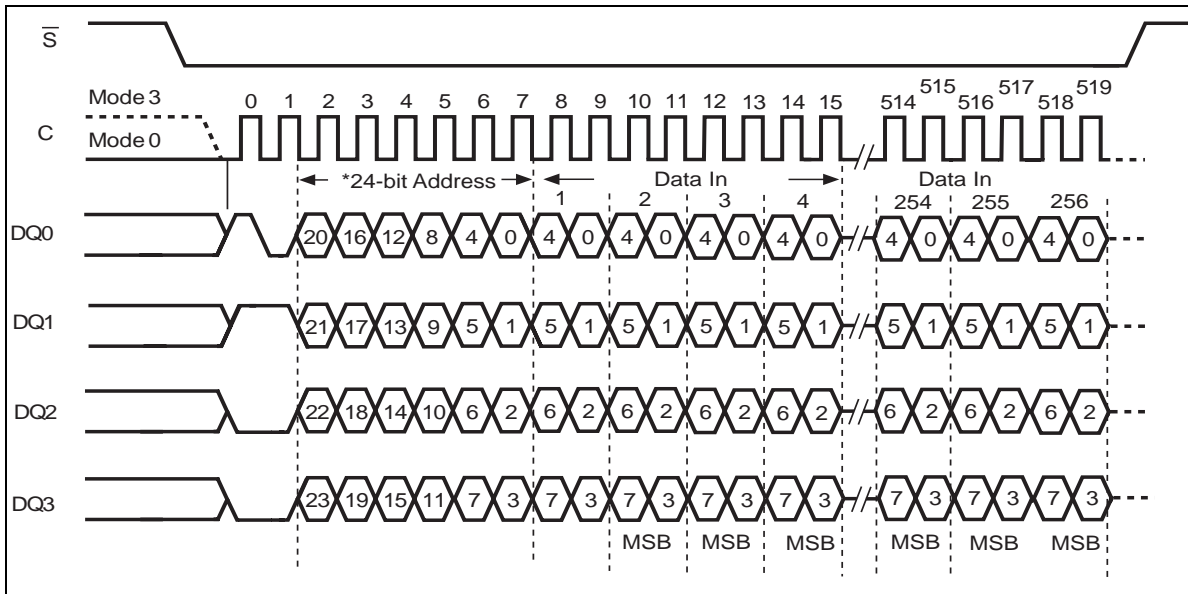 S
Mode 3
C
Mode 0
0 1 2 3 4 5 6 7 8 9 10 11 12 13 14 15 514 515 516 517 518 519
*24-bit Address Data In Data In
1 2 3 4 254 255 256
DQ0 20 16 12 8 4 0 4 0 4 0 4 0 4 0 4 0 4 0 4 0
DQ1 21 17 13 9 5 1 5 1 5 1 5 1 5 1 5 1 5 1 5 1
DQ2 22 18 14 10 6 2 6 2 6 2 6 2 6 2 6 2 6 2 6 2
DQ3 23 19 15 11 7 3 7 3 7 3 7 3 7 3 7 3 7 3 7 3
MSB MSB MSB MSB MSB MSB